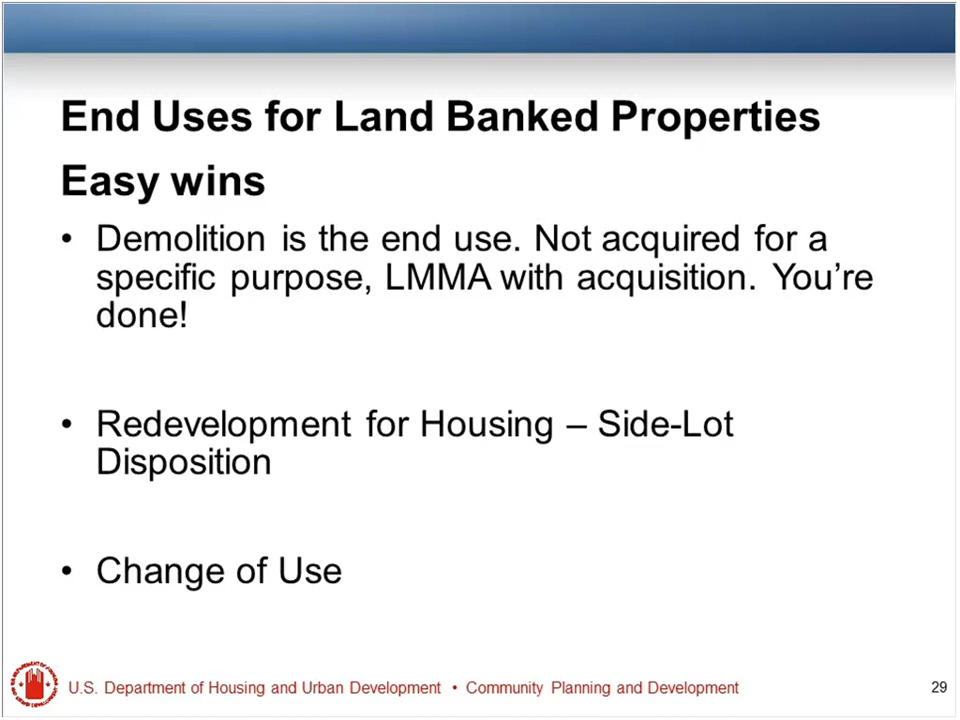 End Uses for Land Banked Properties
Easy wins
• Demolition is the end use. Not acquired for a
specific purpose, LMMA with acquisition. You’re
done!
• Redevelopment for Housing – Side-Lot
Disposition
• Change of Use
U.S. Department of Housing and Urban Development • Community Planning and Development
29